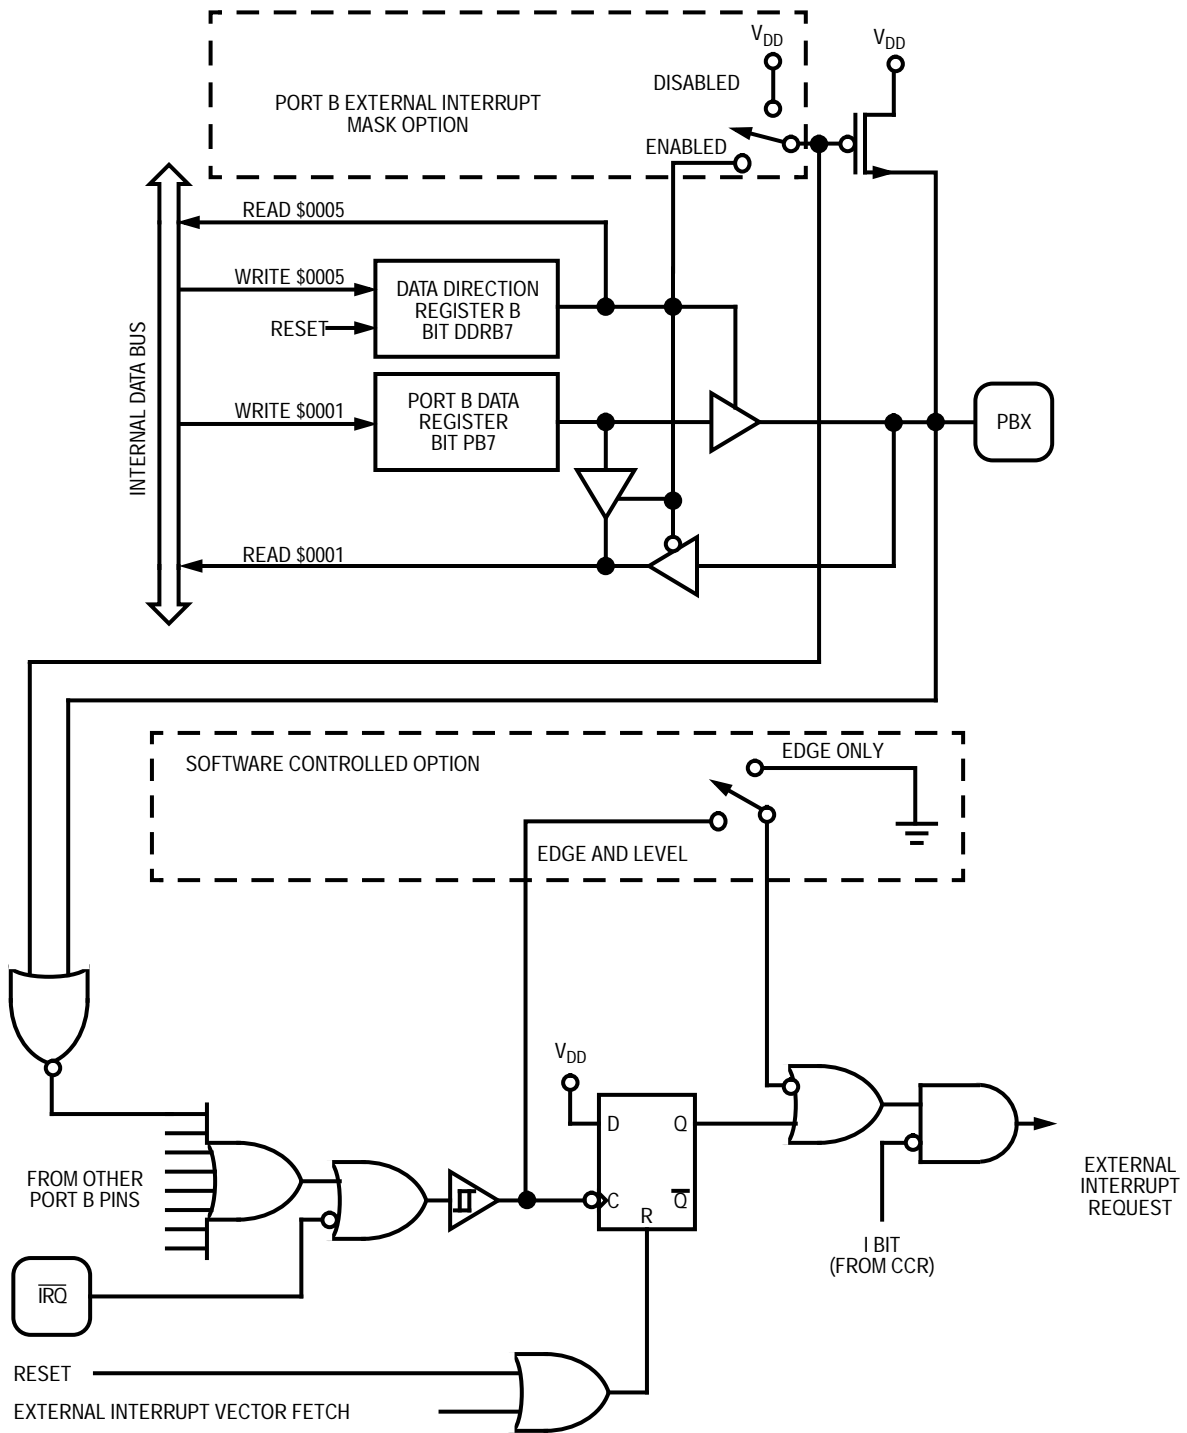 V_DD
V_DD
DISABLED
PORT B EXTERNAL INTERRUPT
MASK OPTION
ENABLED
READ $0005
WRITE $0005
DATA DIRECTION
REGISTER B
BIT DDRB7
RESET
INTERNAL DATA BUS
WRITE $0001
PORT B DATA
REGISTER
BIT PB7
PBX
READ $0001
EDGE ONLY
SOFTWARE CONTROLLED OPTION
EDGE AND LEVEL
V_DD
D
Q
FROM OTHER
PORT B PINS
C
Q̅
R
EXTERNAL
INTERRUPT
REQUEST
I BIT
(FROM CCR)
I̅R̅Q̅
RESET
EXTERNAL INTERRUPT VECTOR FETCH